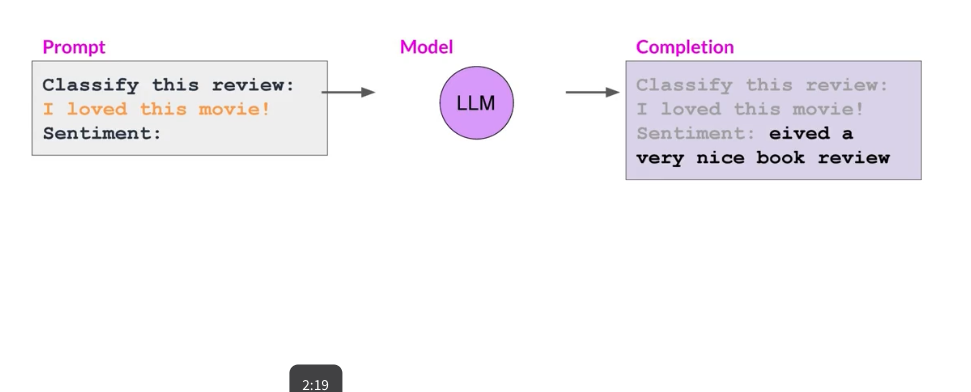 Prompt
Model
Completion
Classify this review:
I loved this movie!
Sentiment:
LLM
Classify this review:
I loved this movie!
Sentiment: eived a
very nice book review
2:19